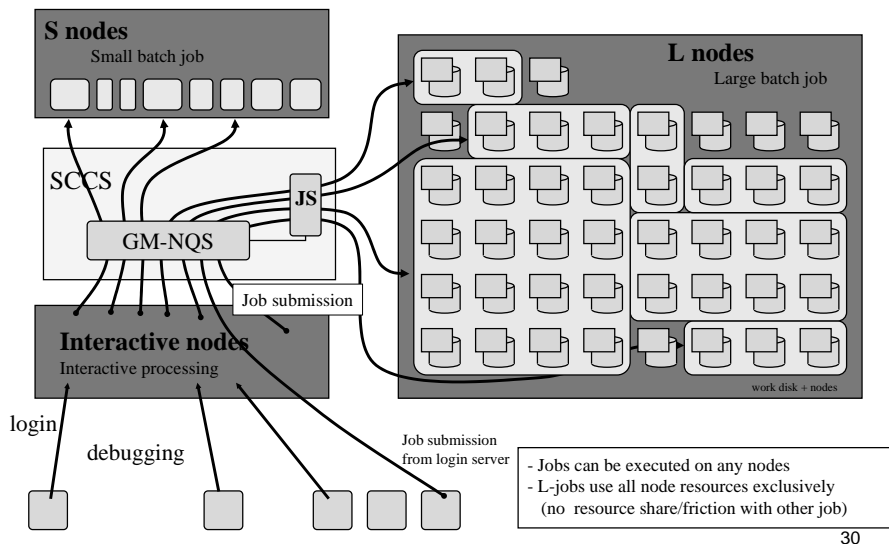 S nodes
Small batch job
L nodes
Large batch job
SCCS
JS
GM-NQS
Job submission
Interactive nodes
Interactive processing
work disk + nodes
login
debugging
Job submission
from login server
- Jobs can be executed on any nodes
- L-jobs use all node resources exclusively
(no resource share/friction with other job)
30